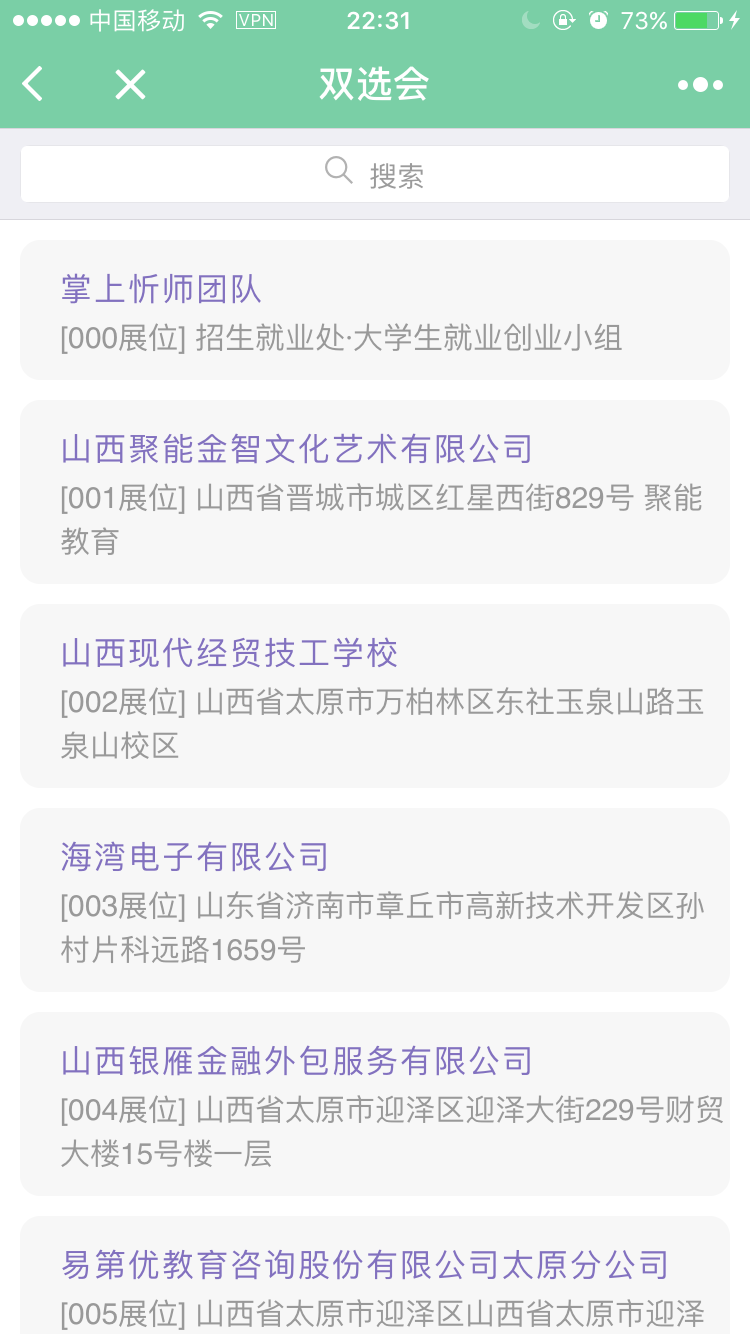 中国移动 VPN 22:31 73%
双选会
搜索
掌上忻师团队
[000展位] 招生就业处·大学生就业创业小组
山西聚能金智文化艺术有限公司
[001展位] 山西省晋城市城区红星西街829号 聚能
教育
山西现代经贸技工学校
[002展位] 山西省太原市万柏林区东社玉泉山路玉
泉山校区
海湾电子有限公司
[003展位] 山东省济南市章丘市高新技术开发区孙
村片科远路1659号
山西银雁金融外包服务有限公司
[004展位] 山西省太原市迎泽区迎泽大街229号财贸
大楼15号楼一层
易第优教育咨询股份有限公司太原分公司
[005展位] 山西省太原市迎泽区山西省太原市迎泽